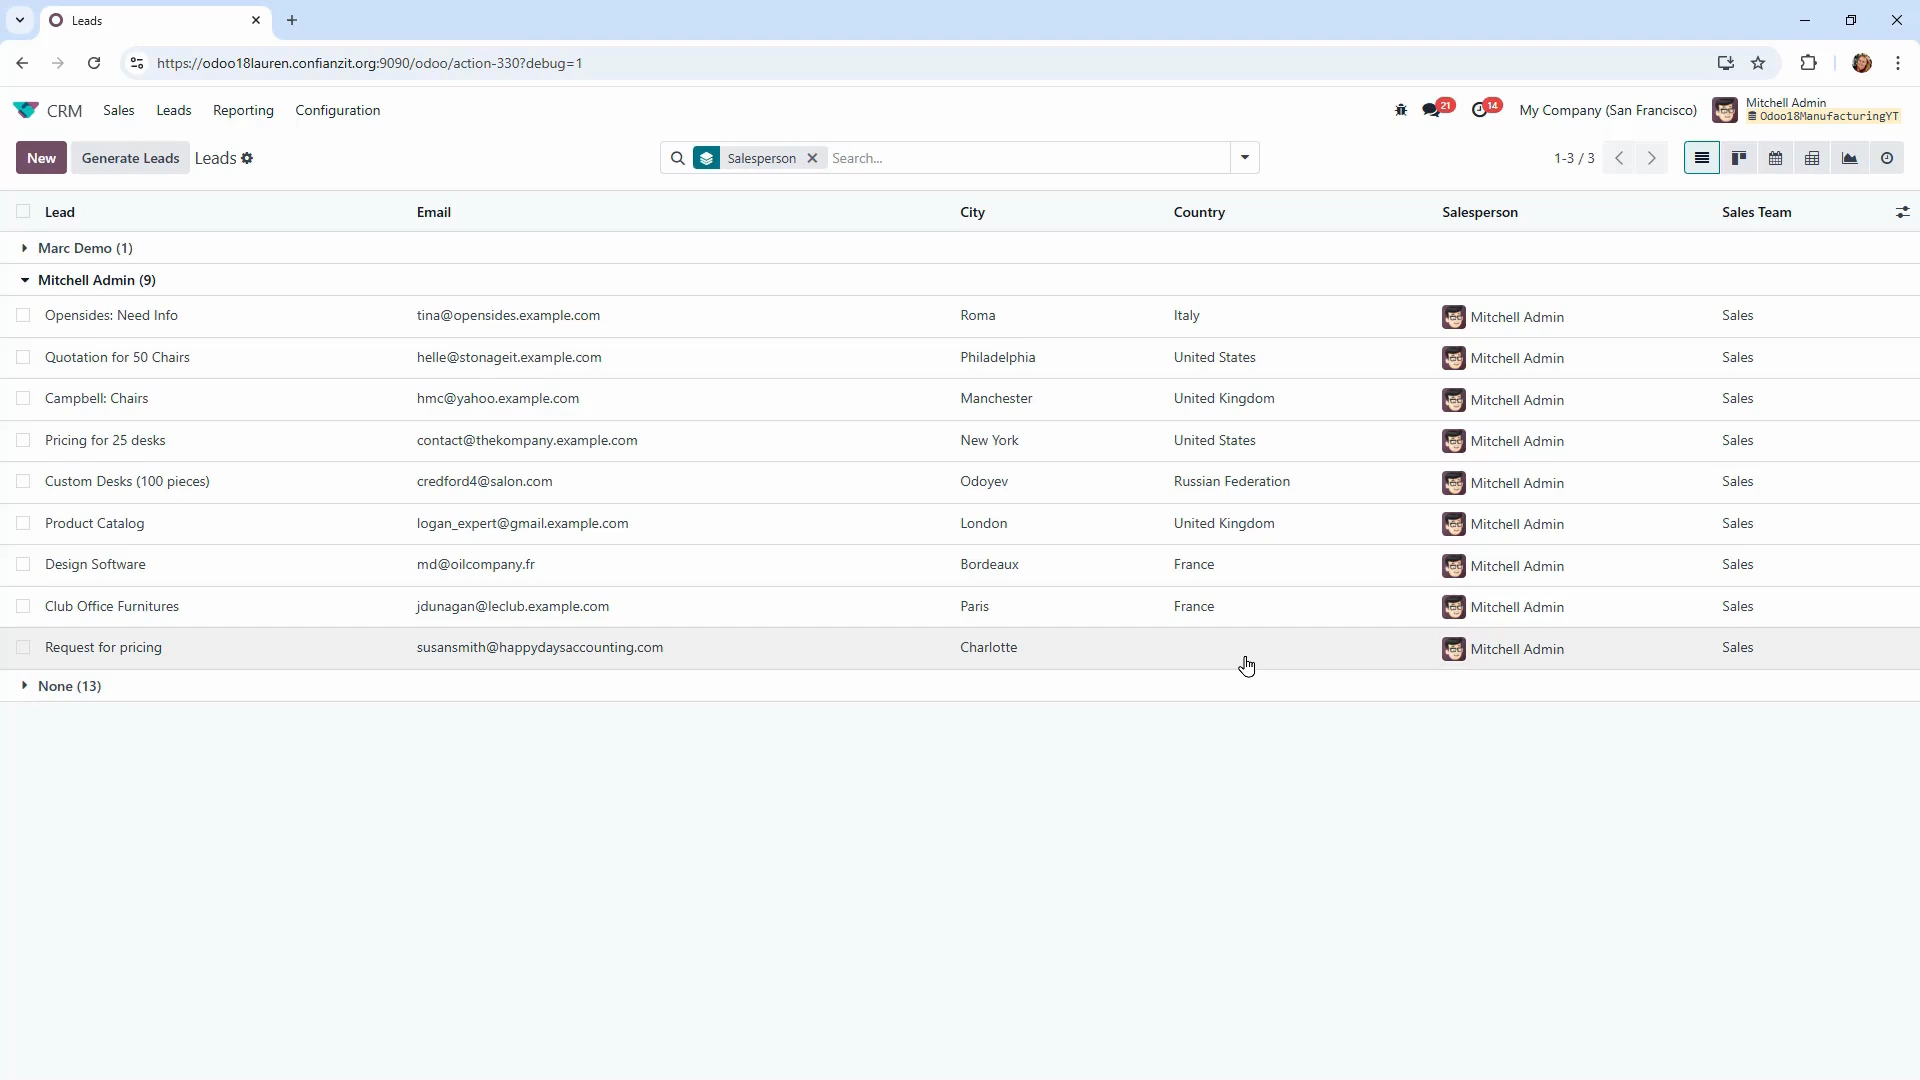 Leads
https://odoo18lauren.confianzit.org:9090/odoo/action-330?debug=1
CRM Sales Leads Reporting Configuration 21 14 My Company (San Francisco) Mitchell Admin
Odoo18ManufacturingYT
New Generate Leads Leads Salesperson Search... 1-3 / 3
Lead Email City Country Salesperson Sales Team
Marc Demo (1)
Mitchell Admin (9)
Opensides: Need Info tina@opensides.example.com Roma Italy Mitchell Admin Sales
Quotation for 50 Chairs helle@stonageit.example.com Philadelphia United States Mitchell Admin Sales
Campbell: Chairs hmc@yahoo.example.com Manchester United Kingdom Mitchell Admin Sales
Pricing for 25 desks contact@thekompany.example.com New York United States Mitchell Admin Sales
Custom Desks (100 pieces) credford4@salon.com Odoyev Russian Federation Mitchell Admin Sales
Product Catalog logan_expert@gmail.example.com London United Kingdom Mitchell Admin Sales
Design Software md@oilcompany.fr Bordeaux France Mitchell Admin Sales
Club Office Furnitures jdunagan@leclub.example.com Paris France Mitchell Admin Sales
Request for pricing susansmith@happydaysaccounting.com Charlotte Mitchell Admin Sales
None (13)